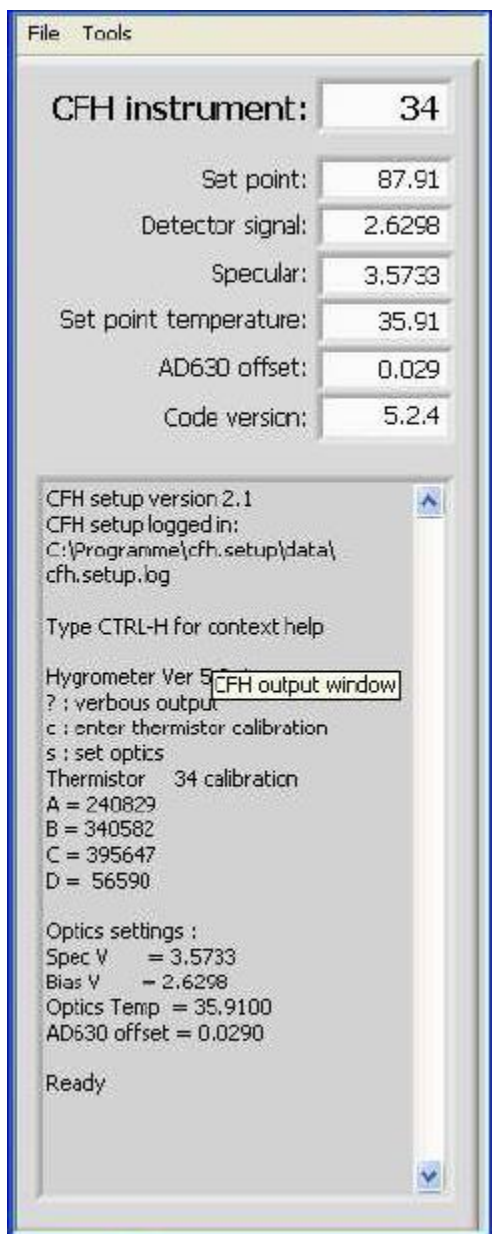 File Tools
CFH instrument: 34
Set point: 87.91
Detector signal: 2.6298
Specular: 3.5733
Set point temperature: 35.91
AD630 offset: 0.029
Code version: 5.2.4
CFH setup version 2.1
CFH setup logged in:
C:\Programme\cfh.setup\data\
cfh.setup.log
Type CTRL-H for context help
Hygrometer Ver 5
CFH output window
? : verbous output
c : enter thermistor calibration
s : set optics
Thermistor 34 calibration
A = 240829
B = 340582
C = 395647
D = 56590
Optics settings :
Spec V = 3.5733
Bias V = 2.6298
Optics Temp = 35.9100
AD630 offset = 0.0290
Ready